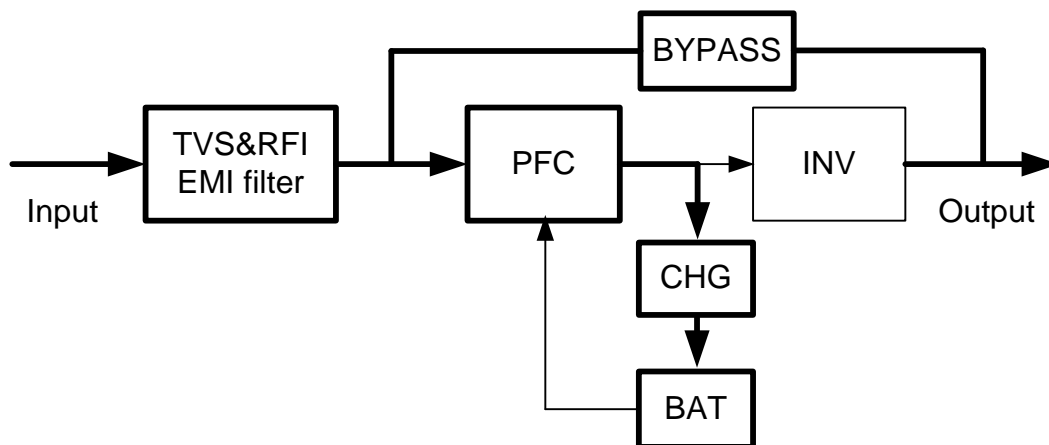 BYPASS
TVS&RFI
EMI filter
PFC
INV
Input
Output
CHG
BAT